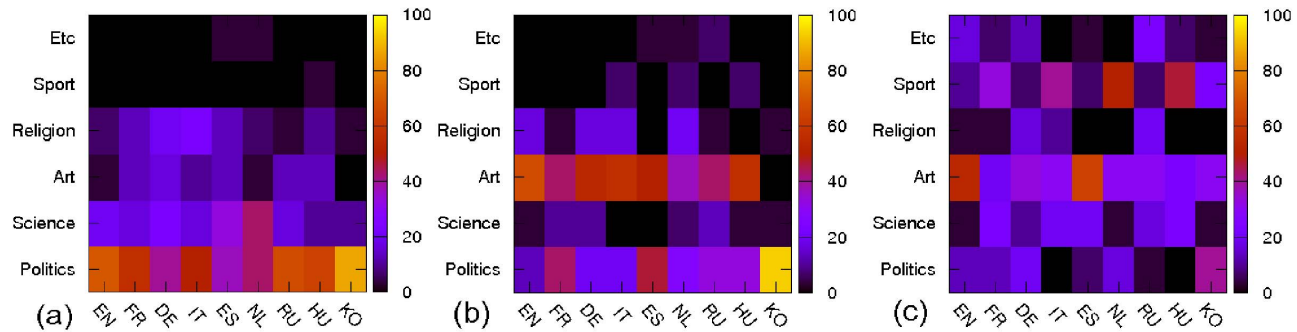 Etc
Sport
Religion
Art
Science
Politics
EN FR DE IT ES NL RU HU KO
100
80
60
40
20
0
(a)
Etc
Sport
Religion
Art
Science
Politics
EN FR DE IT ES NL RU HU KO
100
80
60
40
20
0
(b)
Etc
Sport
Religion
Art
Science
Politics
EN FR DE IT ES NL RU HU KO
100
80
60
40
20
0
(c)